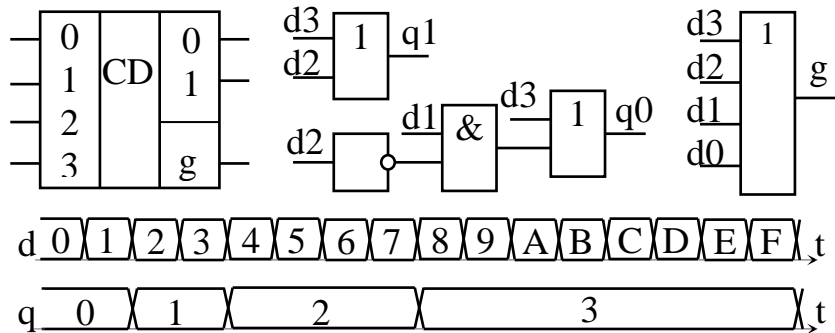 0 CD 0
1 1
2
3 g
d3 1 q1
d2
d2 d1 & d3 1 q0
d3 1 g
d2
d1
d0
d 0 1 2 3 4 5 6 7 8 9 A B C D E F t
q 0 1 2 3 t